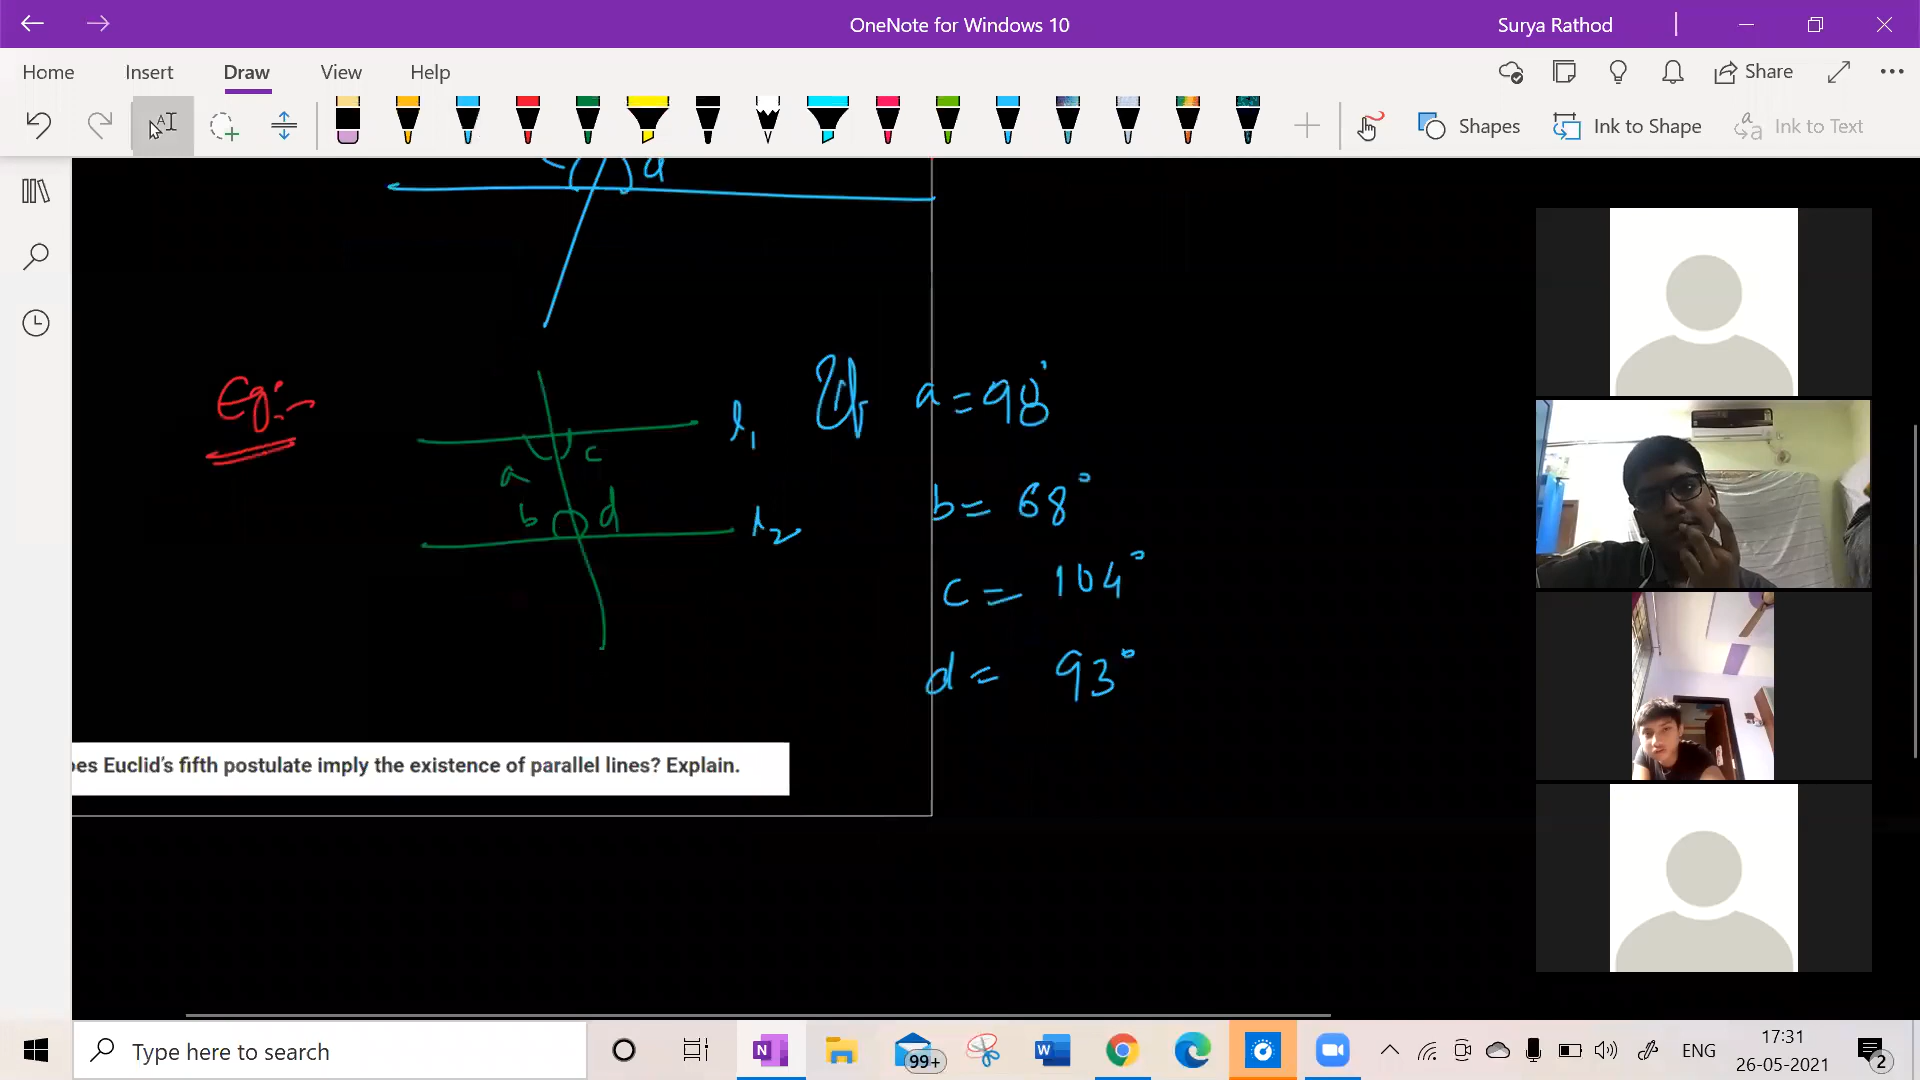 OneNote for Windows 10
Surya Rathod
Home Insert Draw View Help
Share
Shapes
Ink to Shape
Ink to Text
d
Eg:-
l1
a c
b d
l2
If a = 98°
b = 68°
c = 104°
d = 93°
oes Euclid's fifth postulate imply the existence of parallel lines? Explain.
Type here to search
99+
ENG
17:31
26-05-2021
2